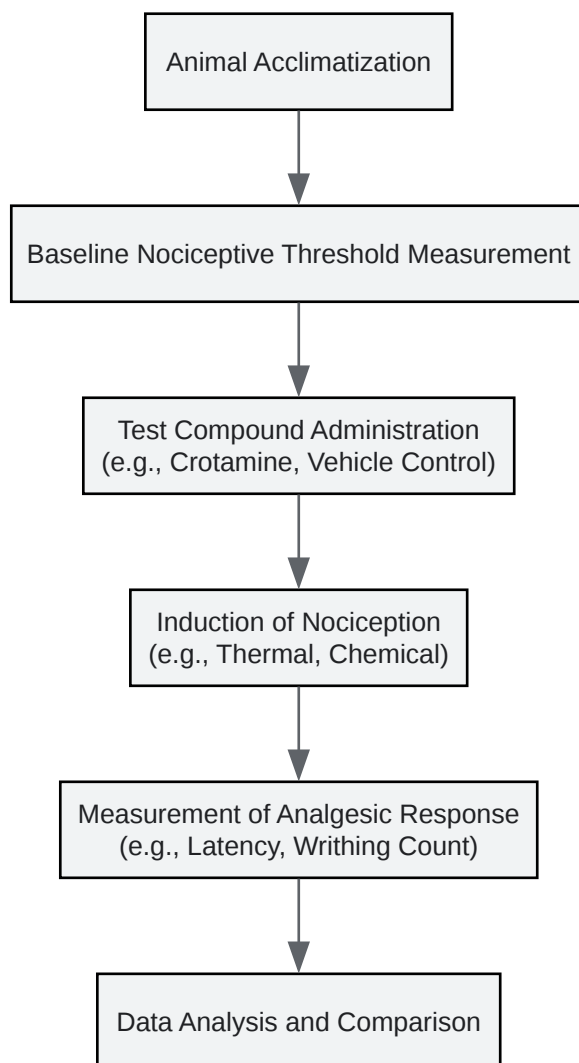 Animal Acclimatization
Baseline Nociceptive Threshold Measurement
Test Compound Administration
(e.g., Crotamine, Vehicle Control)
Induction of Nociception
(e.g., Thermal, Chemical)
Measurement of Analgesic Response
(e.g., Latency, Writhing Count)
Data Analysis and Comparison